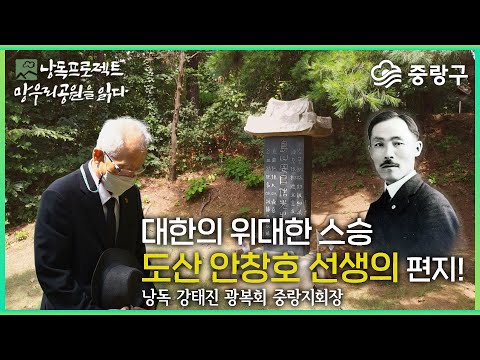 낭독프로젝트
망우리공원을 읽다
중랑구
대한의 위대한 스승
도산 안창호 선생의 편지!
낭독 강태진 광복회 중랑지회장